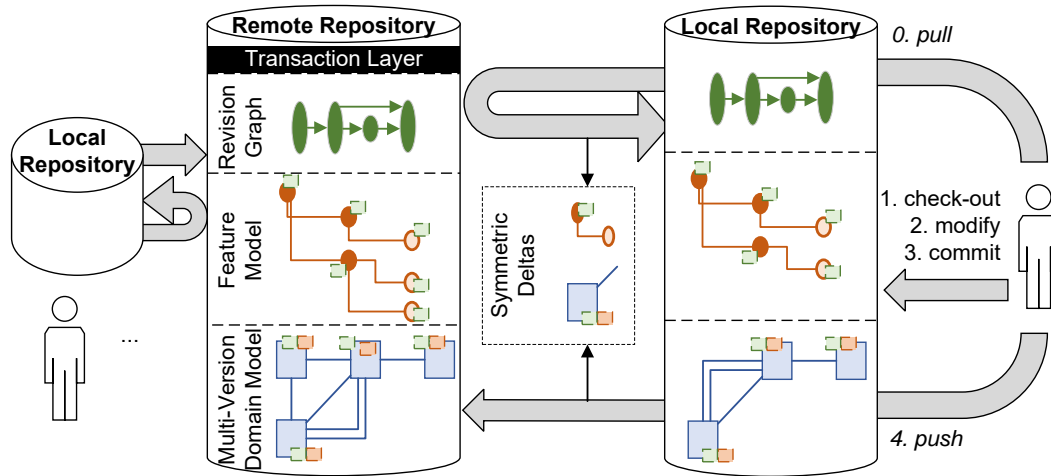 Remote Repository
Transaction Layer
Revision
Graph
Feature
Model
Multi-Version
Domain Model
Local
Repository
...
Symmetric
Deltas
Local Repository
0. pull
1. check-out
2. modify
3. commit
4. push